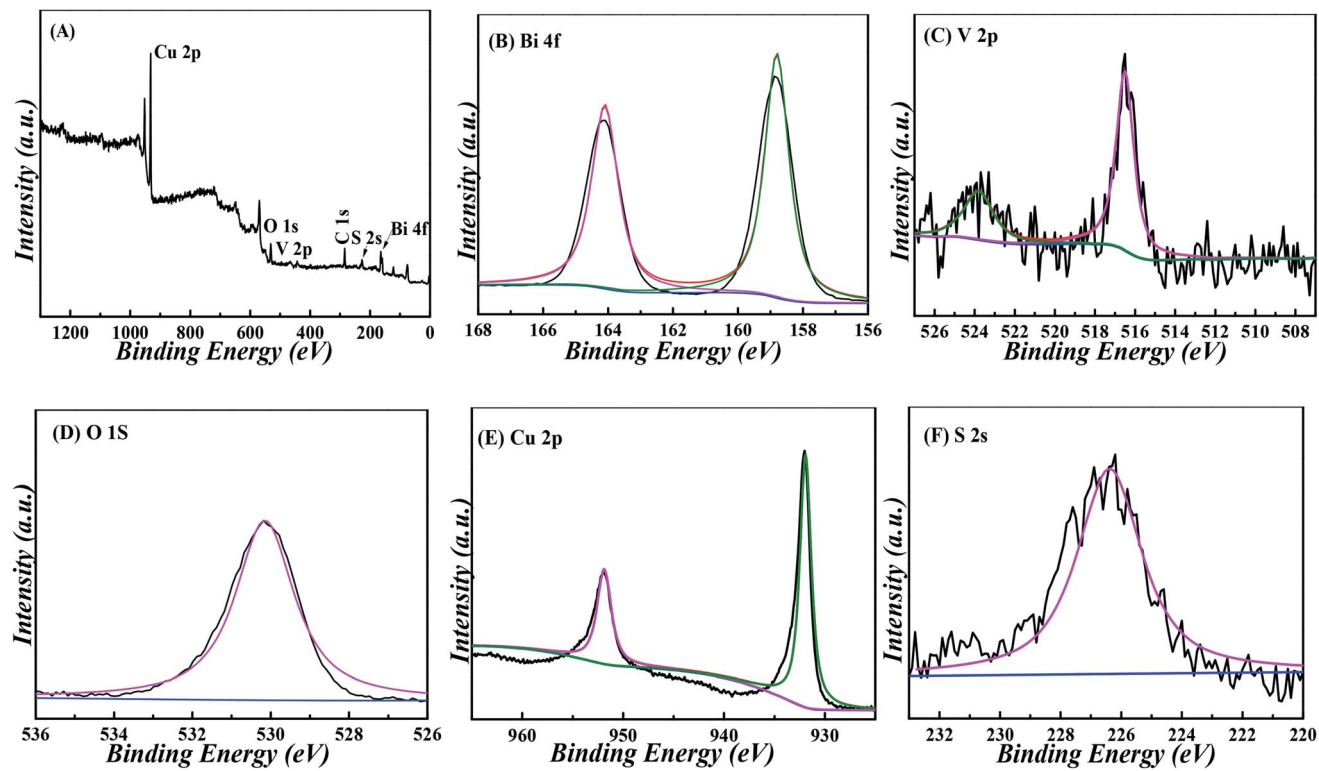 (A)
Cu 2p
O 1s
V 2p
C 1s
S 2s
Bi 4f
Intensity (a.u.)
1200 1000 800 600 400 200 0
Binding Energy (eV)
(B) Bi 4f
Intensity (a.u.)
168 166 164 162 160 158 156
Binding Energy (eV)
(C) V 2p
Intensity (a.u.)
526 524 522 520 518 516 514 512 510 508
Binding Energy (eV)
(D) O 1S
Intensity (a.u.)
536 534 532 530 528 526
Binding Energy (eV)
(E) Cu 2p
Intensity (a.u.)
960 950 940 930
Binding Energy (eV)
(F) S 2s
Intensity (a.u.)
232 230 228 226 224 222 220
Binding Energy (eV)